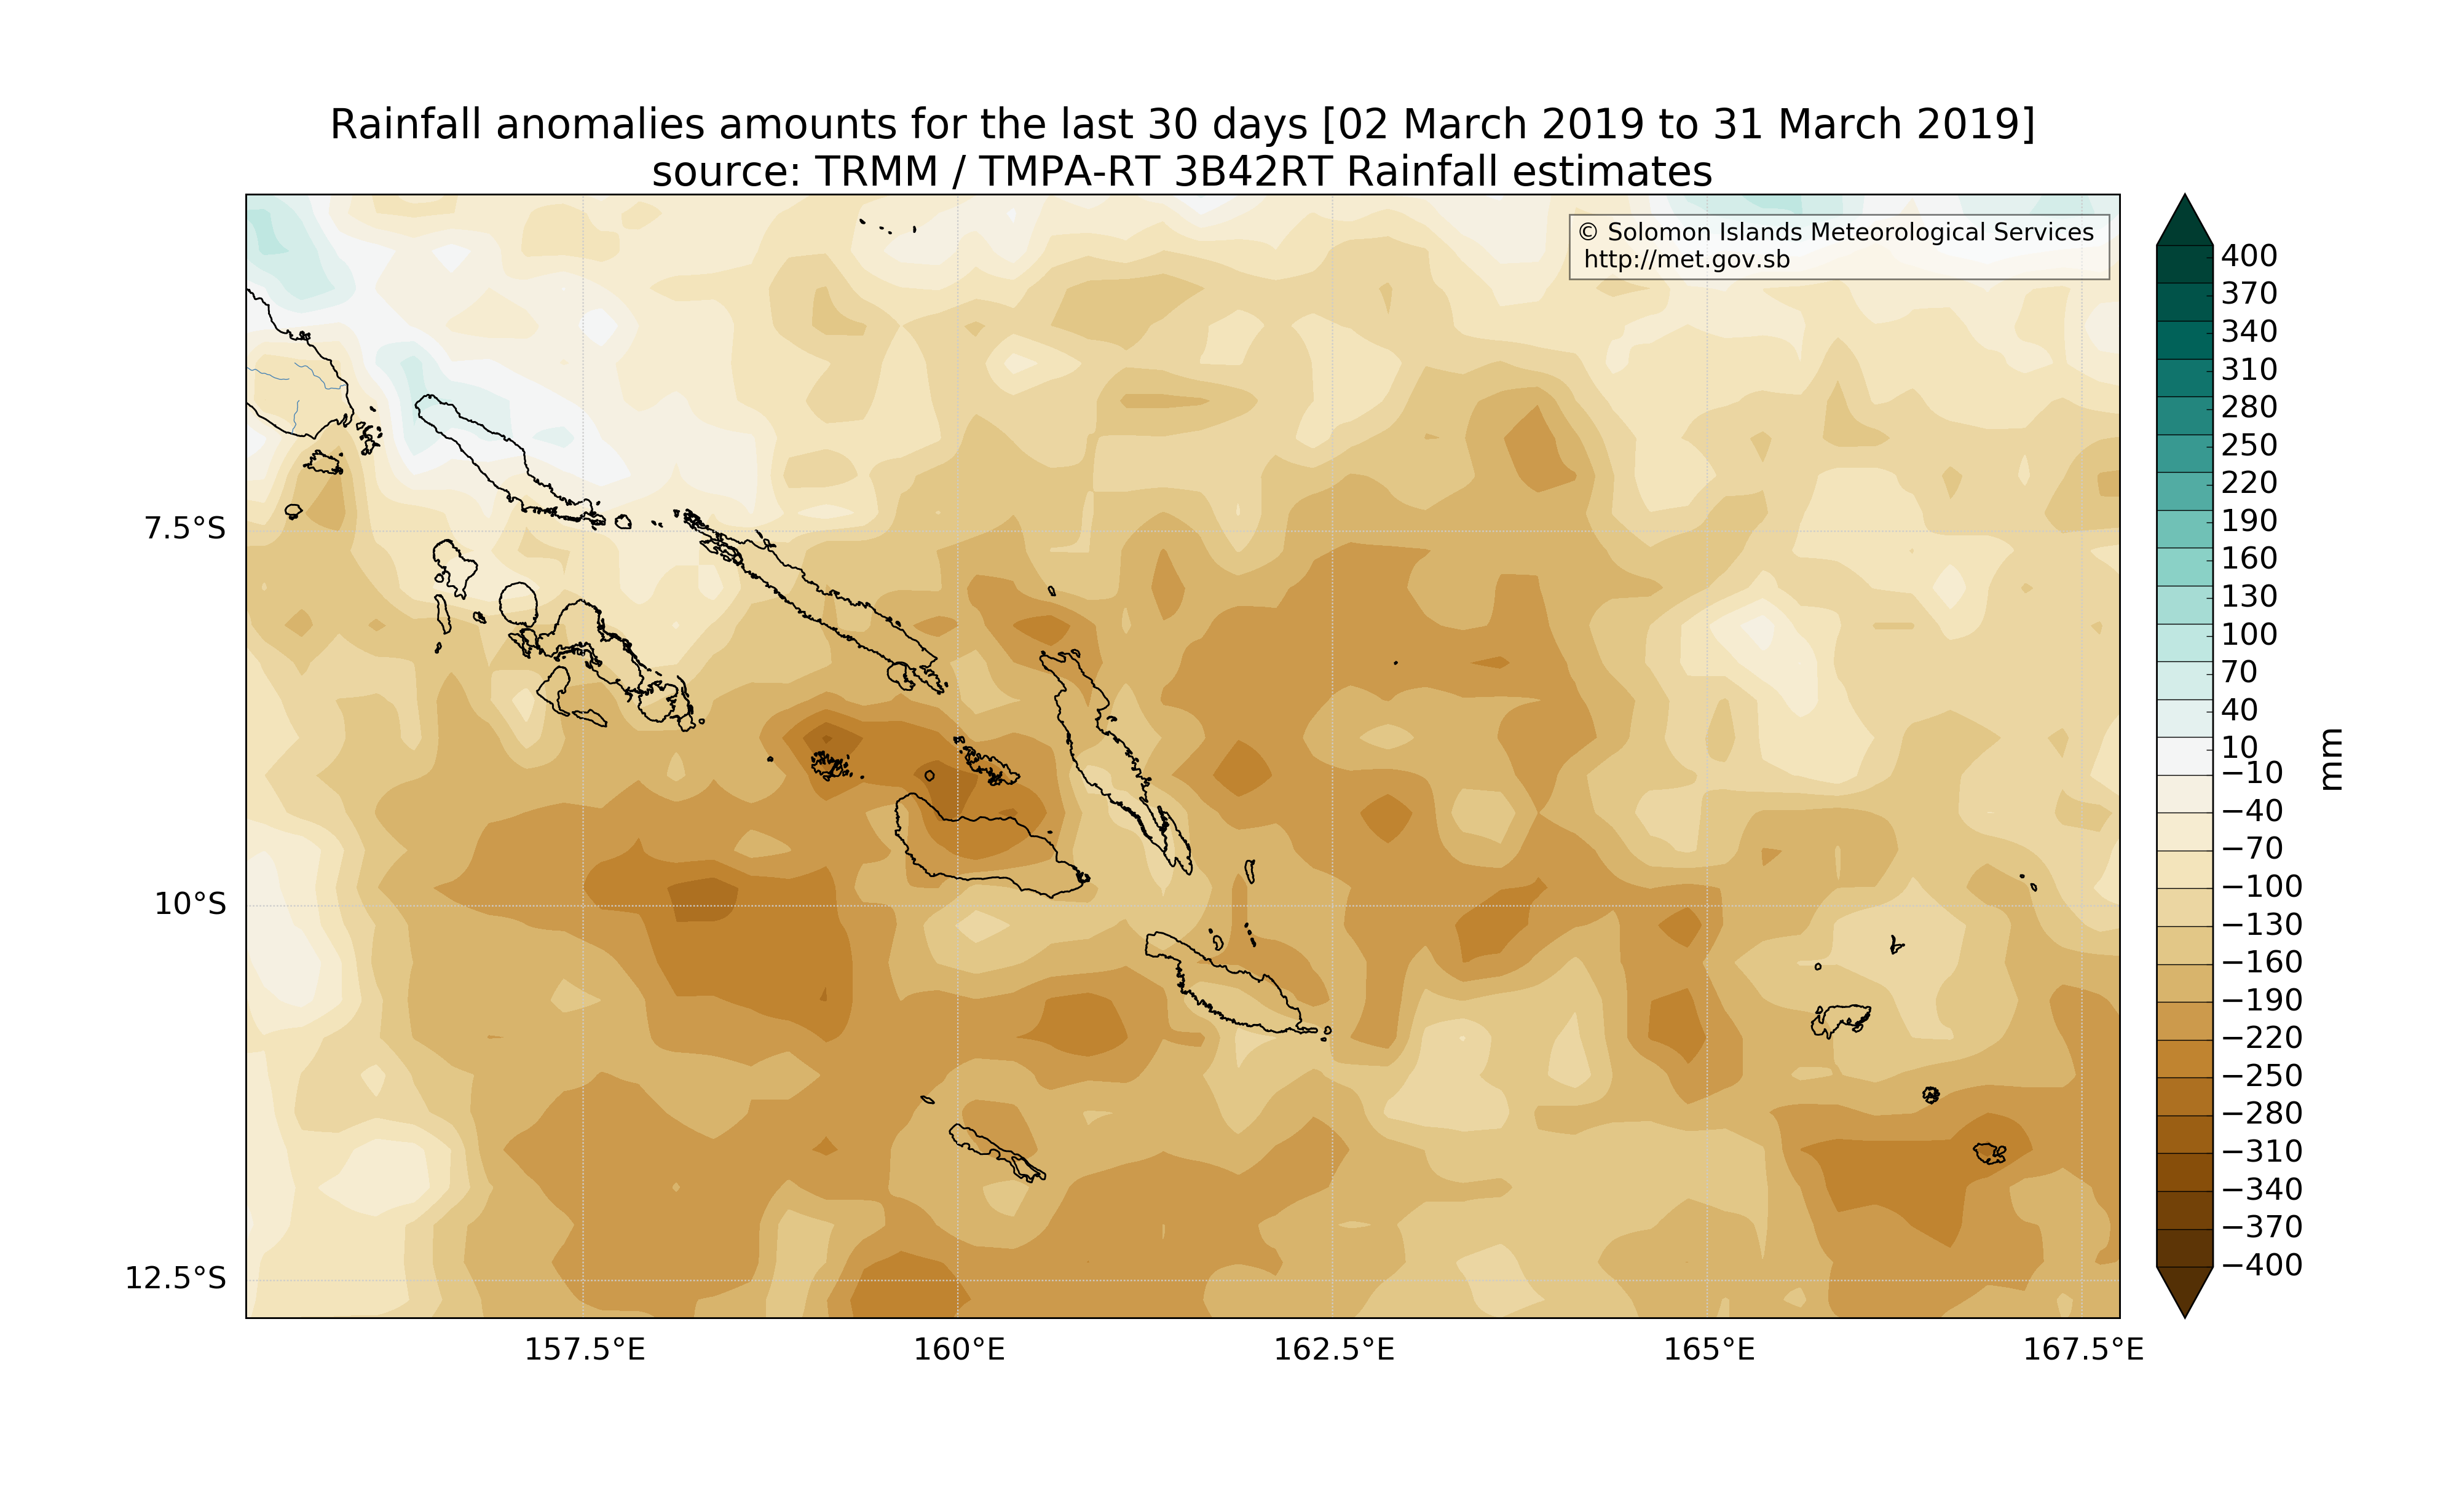 Rainfall anomalies amounts for the last 30 days [02 March 2019 to 31 March 2019]
source: TRMM / TMPA-RT 3B42RT Rainfall estimates
© Solomon Islands Meteorological Services
http://met.gov.sb
7.5°S
10°S
12.5°S
157.5°E
160°E
162.5°E
165°E
167.5°E
400
370
340
310
280
250
220
190
160
130
100
70
40
10
−10
−40
−70
−100
−130
−160
−190
−220
−250
−280
−310
−340
−370
−400
mm